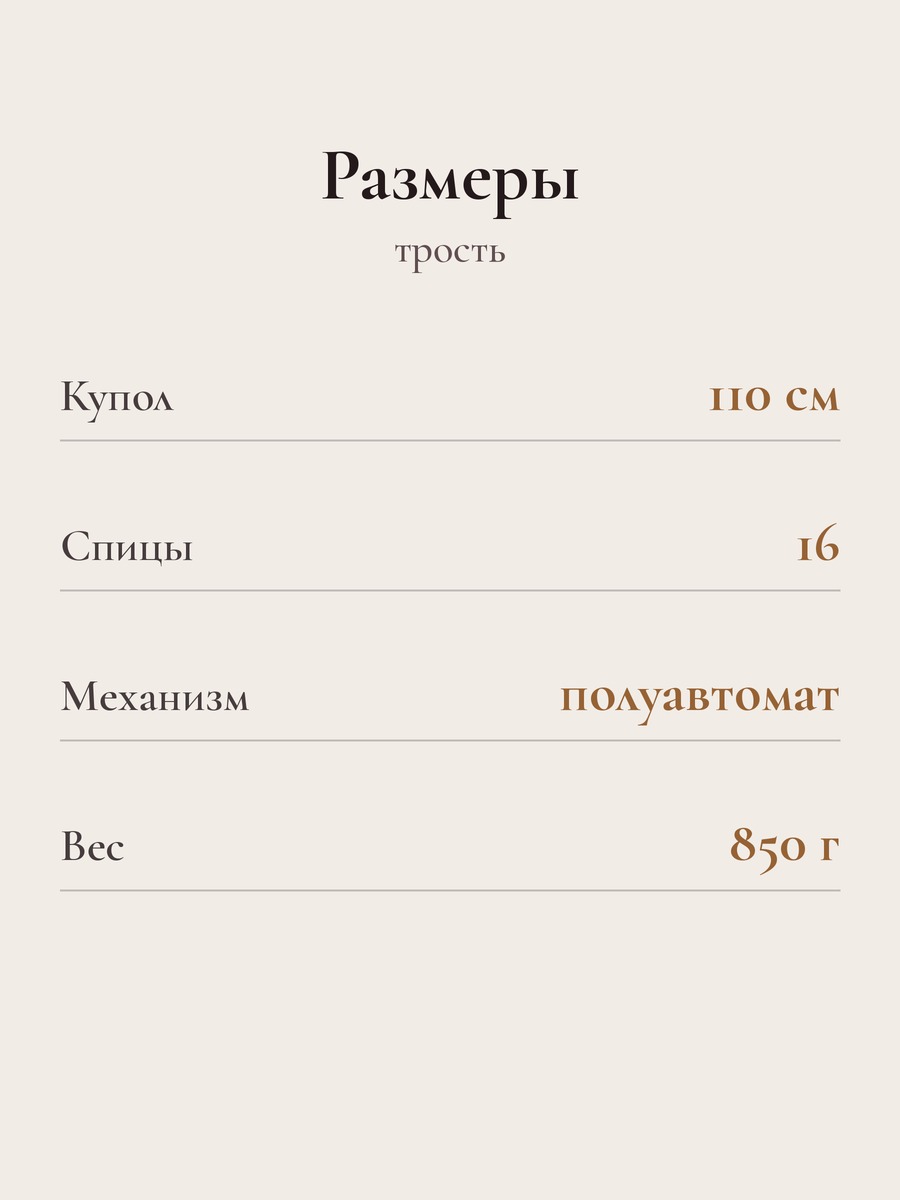 Размеры
трость
Купол 110 см
Спицы 16
Механизм полуавтомат
Вес 850 г